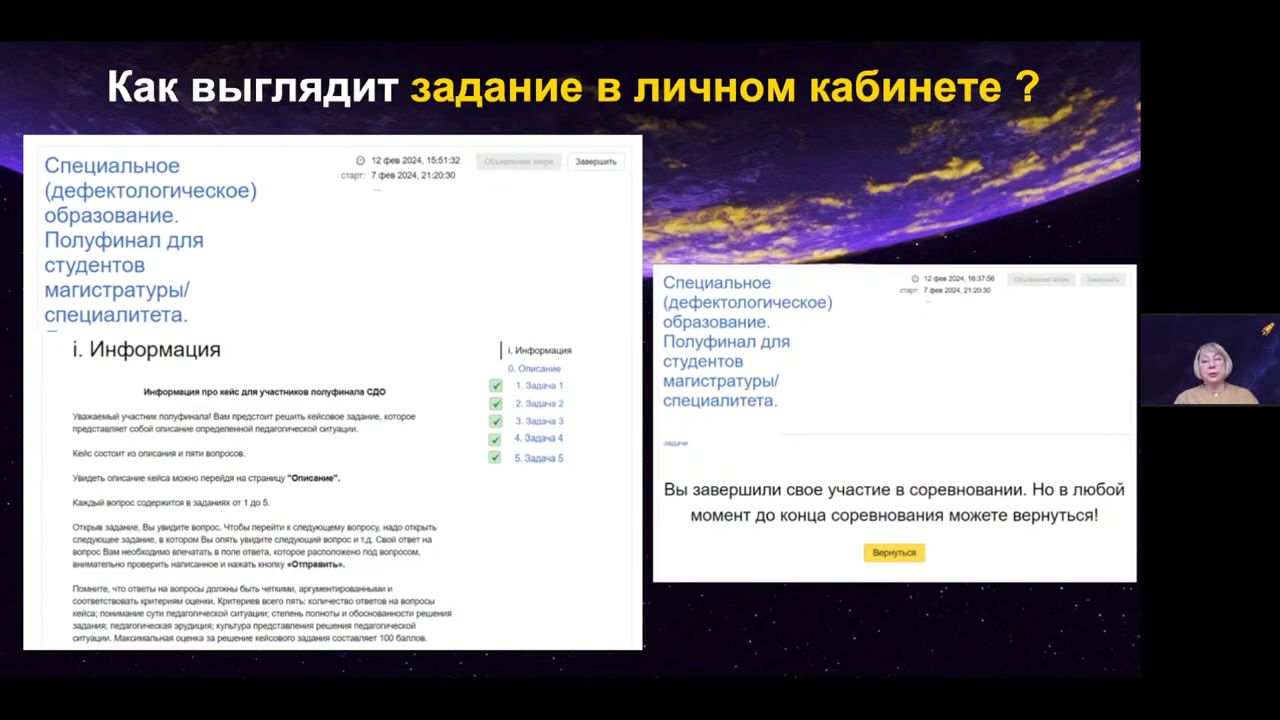 Как выглядит задание в личном кабинете ?
Специальное
(дефектологическое)
образование.
Полуфинал для
студентов
магистратуры/
специалитета.
12 фев 2024, 15:51:32
старт: 7 фев 2024, 21:20:30
...
Объявления жюри
Завершить
i. Информация
Информация про кейс для участников полуфинала СДО
Уважаемый участник полуфинала! Вам предстоит решить кейсовое задание, которое
представляет собой описание определенной педагогической ситуации.
Кейс состоит из описания и пяти вопросов.
Увидеть описание кейса можно перейдя на страницу "Описание".
Каждый вопрос содержится в заданиях от 1 до 5.
Открыв задание, Вы увидите вопрос. Чтобы перейти к следующему вопросу, надо открыть
следующее задание, в котором Вы опять увидите следующий вопрос и т.д. Свой ответ на
вопрос Вам необходимо впечатать в поле ответа, которое расположено под вопросом,
внимательно проверить написанное и нажать кнопку «Отправить».
Помните, что ответы на вопросы должны быть четкими, аргументированными и
соответствовать критериям оценки. Критериев всего пять: количество ответов на вопросы
кейса; понимание сути педагогической ситуации; степень полноты и обоснованности решения
задания; педагогическая эрудиция; культура представления решения педагогической
ситуации. Максимальная оценка за решение кейсового задания составляет 100 баллов.
i. Информация
0. Описание
1. Задача 1
2. Задача 2
3. Задача 3
4. Задача 4
5. Задача 5
Специальное
(дефектологическое)
образование.
Полуфинал для
студентов
магистратуры/
специалитета.
12 фев 2024, 16:37:56
старт: 7 фев 2024, 21:20:30
...
Объявления жюри
Завершить
Вы завершили свое участие в соревновании. Но в любой
момент до конца соревнования можете вернуться!
Вернуться